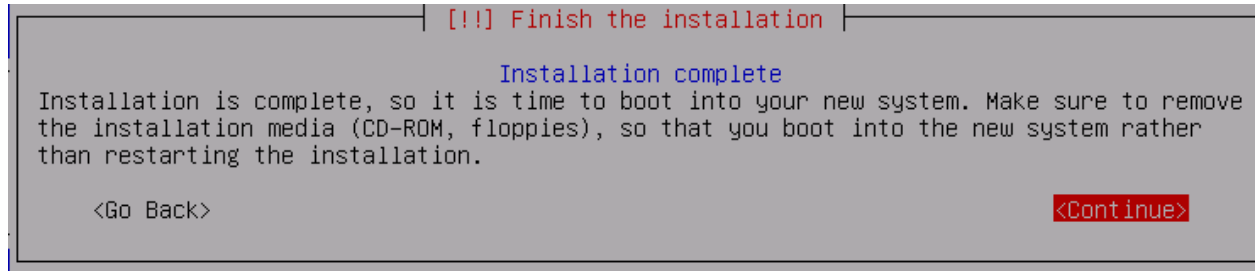 [!!] Finish the installation
Installation complete
Installation is complete, so it is time to boot into your new system. Make sure to remove
the installation media (CD-ROM, floppies), so that you boot into the new system rather
than restarting the installation.
<Go Back> <Continue>